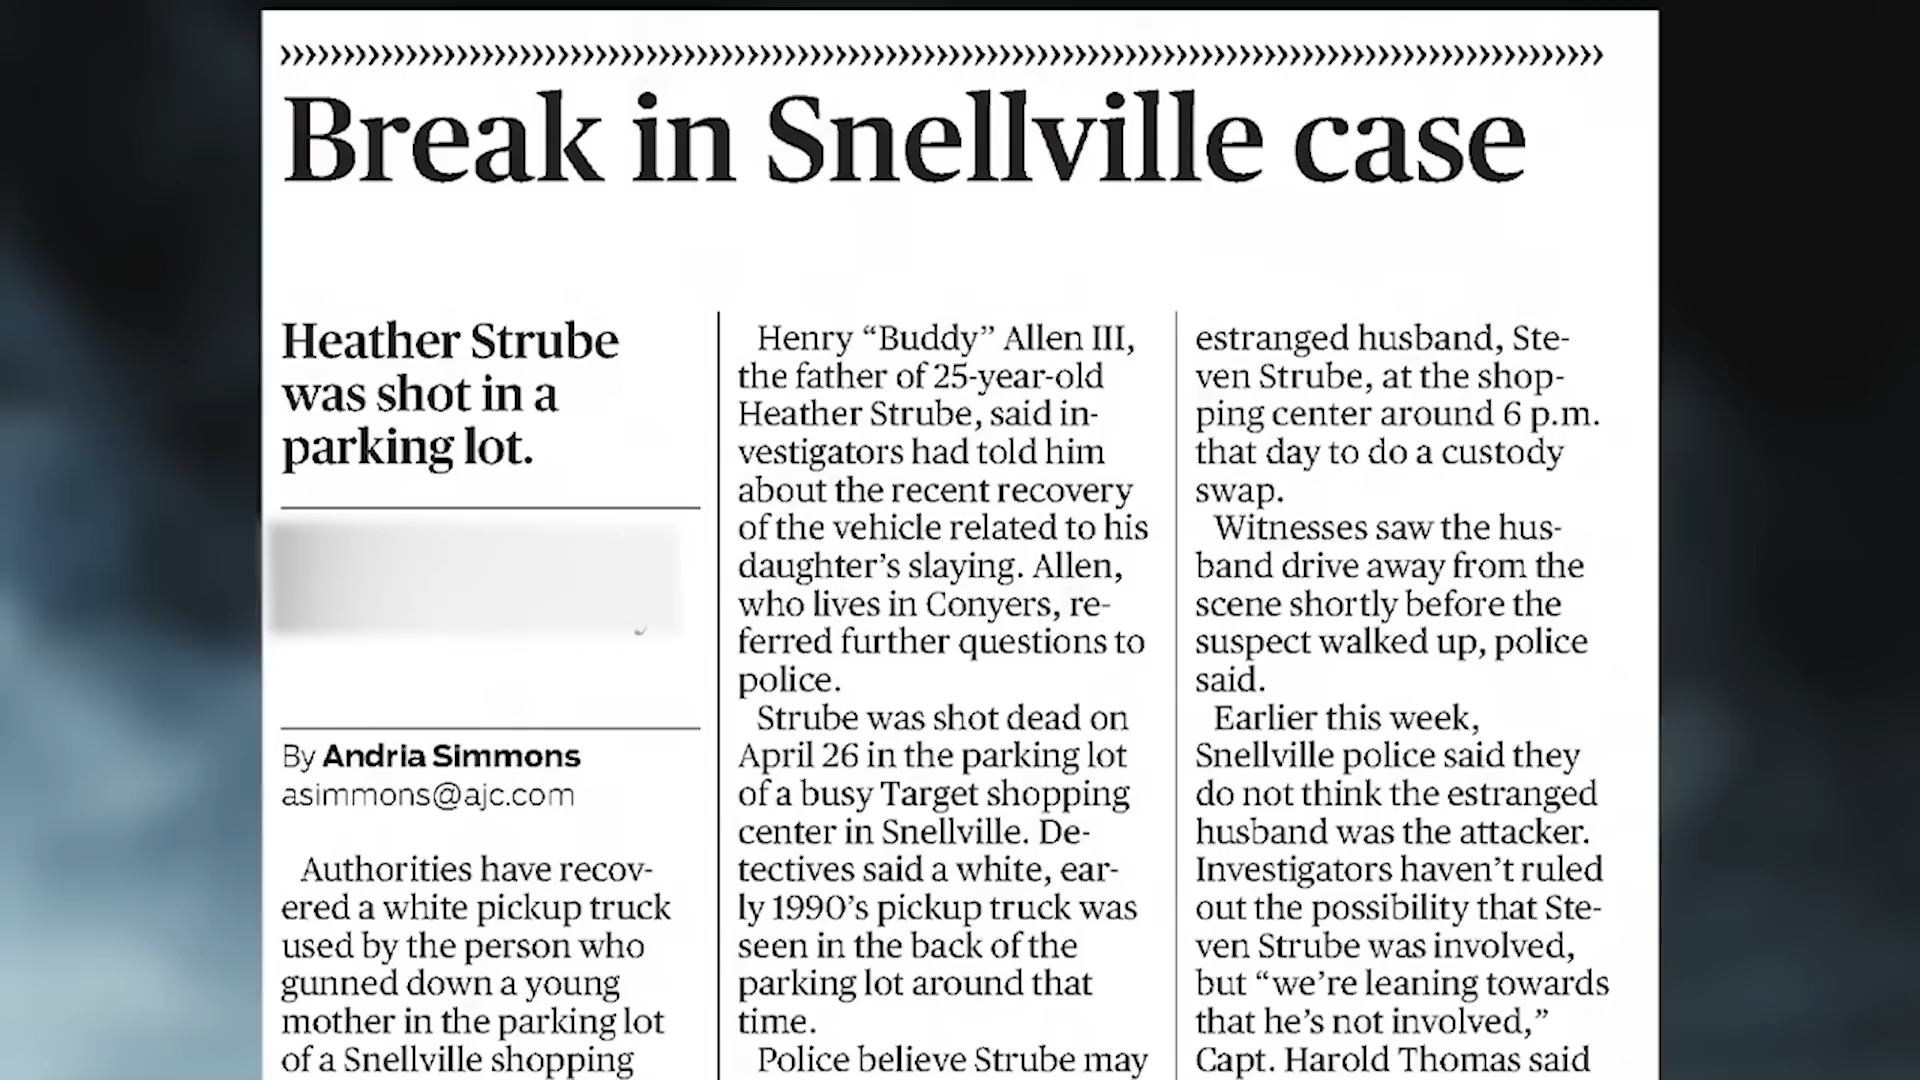 Break in Snellville case
Heather Strube
was shot in a
parking lot.
By Andria Simmons
asimmons@ajc.com
Authorities have recov-
ered a white pickup truck
used by the person who
gunned down a young
mother in the parking lot
of a Snellville shopping
Henry “Buddy” Allen III,
the father of 25-year-old
Heather Strube, said in-
vestigators had told him
about the recent recovery
of the vehicle related to his
daughter’s slaying. Allen,
who lives in Conyers, re-
ferred further questions to
police.
Strube was shot dead on
April 26 in the parking lot
of a busy Target shopping
center in Snellville. De-
tectives said a white, ear-
ly 1990’s pickup truck was
seen in the back of the
parking lot around that
time.
Police believe Strube may
estranged husband, Ste-
ven Strube, at the shop-
ping center around 6 p.m.
that day to do a custody
swap.
Witnesses saw the hus-
band drive away from the
scene shortly before the
suspect walked up, police
said.
Earlier this week,
Snellville police said they
do not think the estranged
husband was the attacker.
Investigators haven’t ruled
out the possibility that Ste-
ven Strube was involved,
but “we’re leaning towards
that he’s not involved,”
Capt. Harold Thomas said